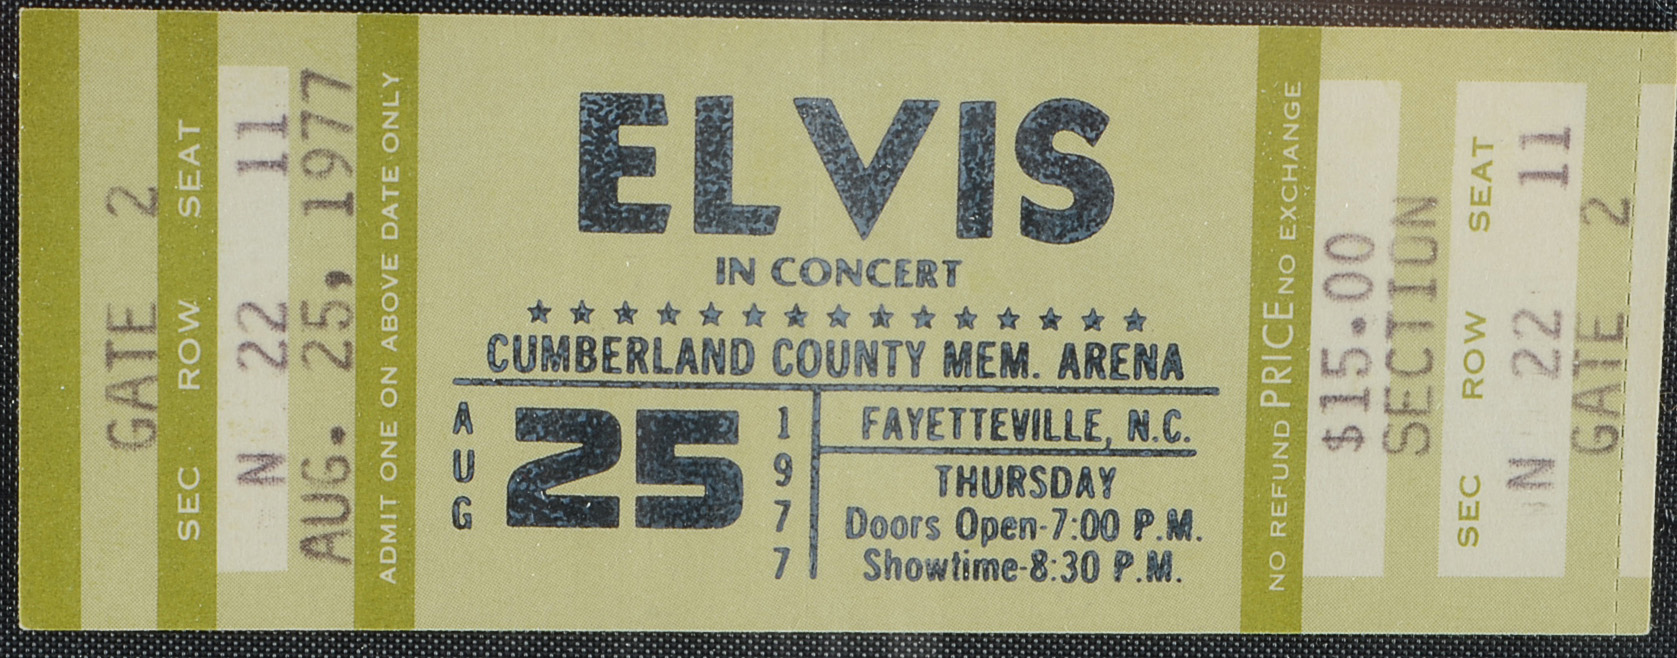 GATE 2
SEC ROW SEAT
N 22 11
AUG. 25, 1977
ADMIT ONE ON ABOVE DATE ONLY
ELVIS
IN CONCERT
CUMBERLAND COUNTY MEM. ARENA
AUG 25 1977
FAYETTEVILLE, N.C.
THURSDAY
Doors Open-7:00 P.M.
Showtime-8:30 P.M.
NO REFUND PRICE NO EXCHANGE
$15.00
SECTION
SEC ROW SEAT
N 22 11
GATE 2